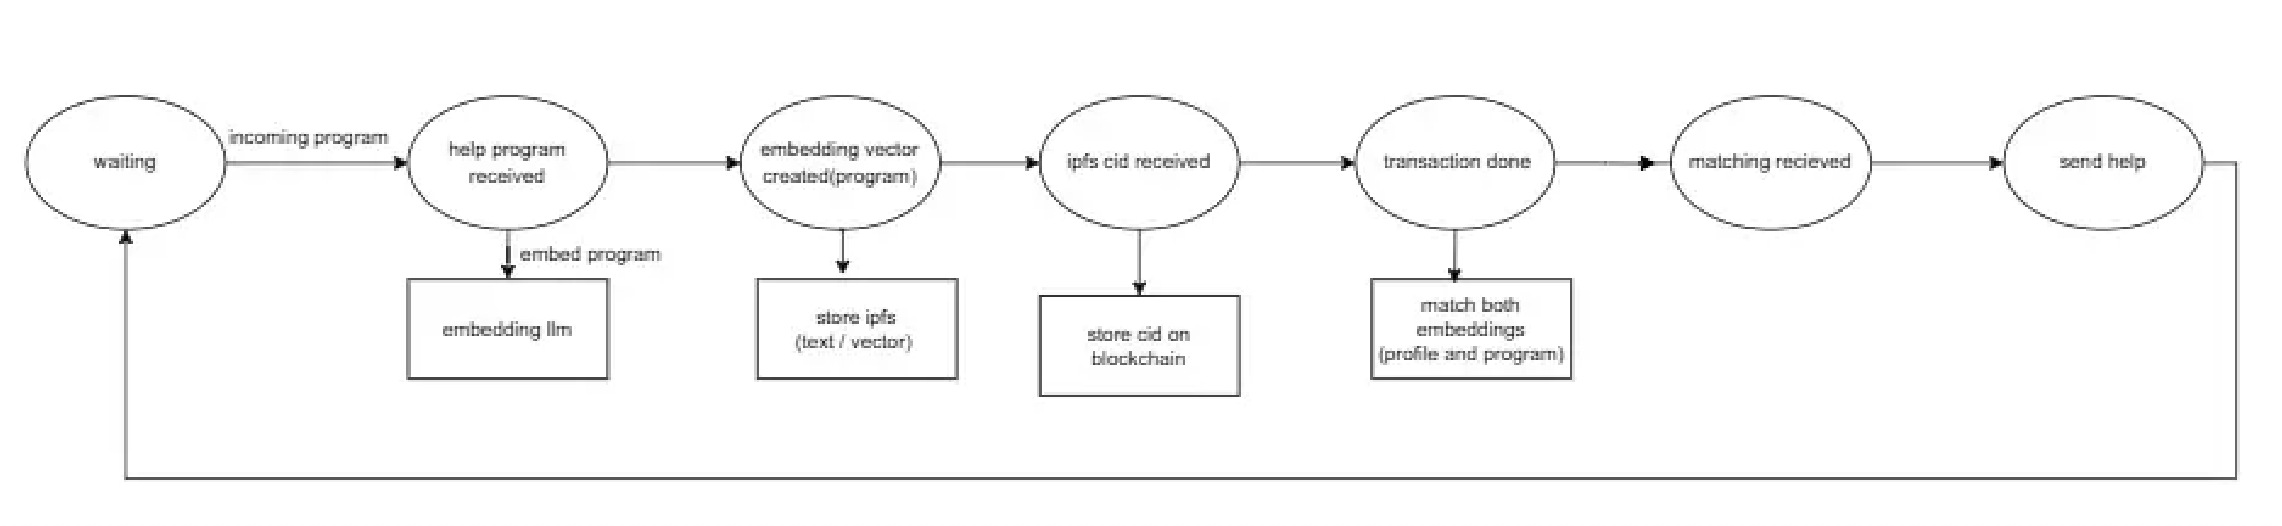 waiting
incoming program
help program
received
embedding vector
created(program)
ipfs cid received
transaction done
matching recieved
send help
embed program
embedding llm
store ipfs
(text / vector)
store cid on
blockchain
match both
embeddings
(profile and program)